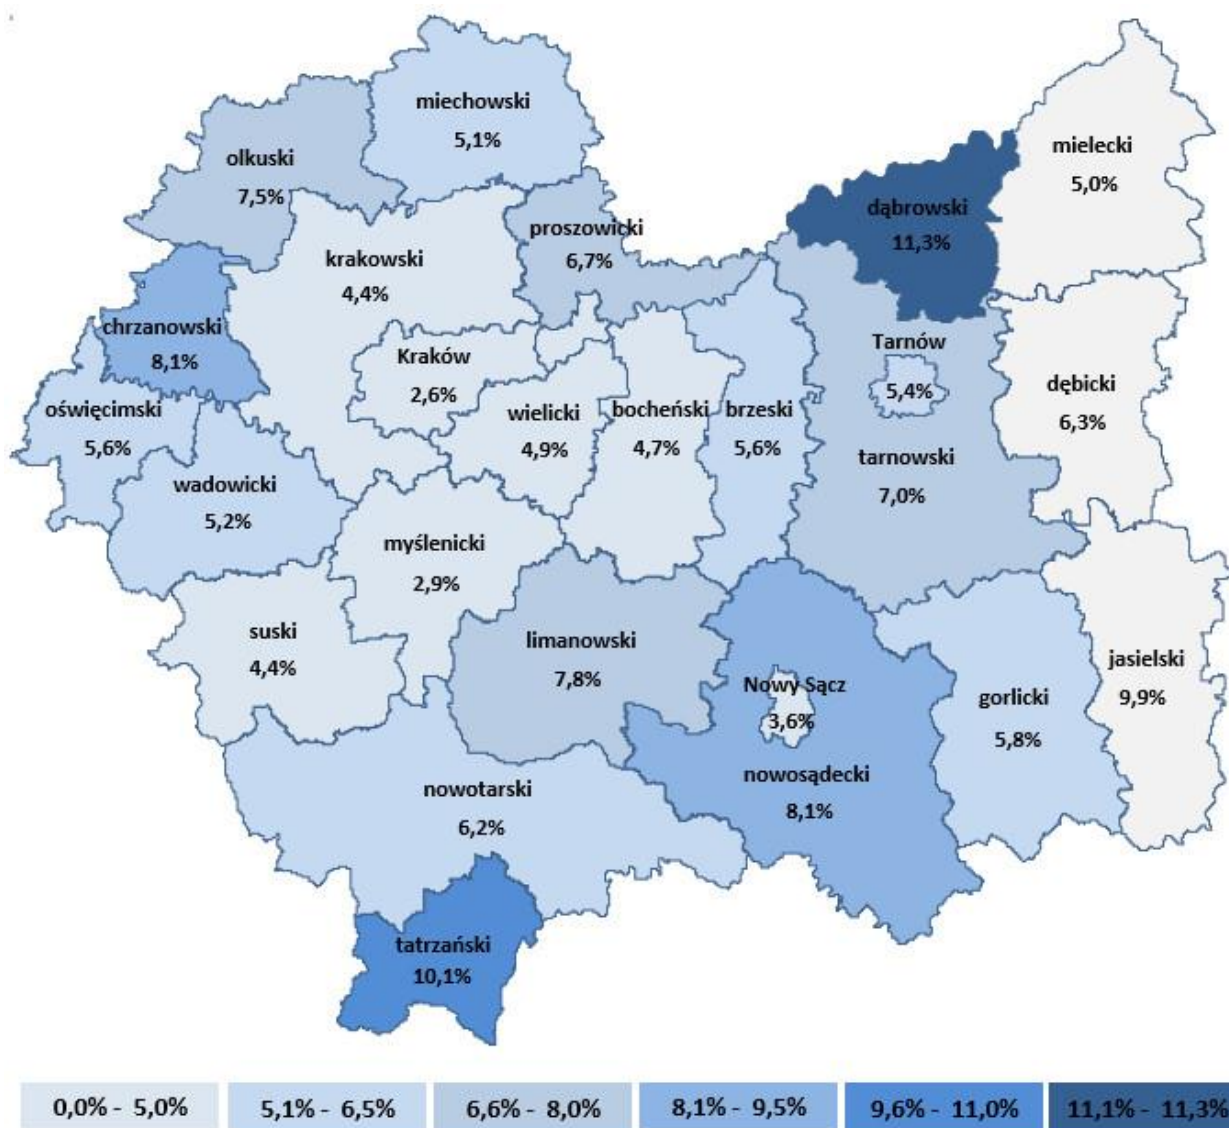 miechowski
5,1%
olkuski
7,5%
mielecki
5,0%
dąbrowski
11,3%
proszowicki
6,7%
krakowski
4,4%
chrzanowski
8,1%
Kraków
2,6%
Tarnów
5,4%
dębicki
6,3%
oświęcimski
5,6%
wielicki
4,9%
bocheński
4,7%
brzeski
5,6%
tarnowski
7,0%
wadowicki
5,2%
myślenicki
2,9%
suski
4,4%
limanowski
7,8%
Nowy Sącz
3,6%
gorlicki
5,8%
jasielski
9,9%
nowosądecki
8,1%
nowotarski
6,2%
tatrzański
10,1%
0,0% - 5,0%
5,1% - 6,5%
6,6% - 8,0%
8,1% - 9,5%
9,6% - 11,0%
11,1% - 11,3%